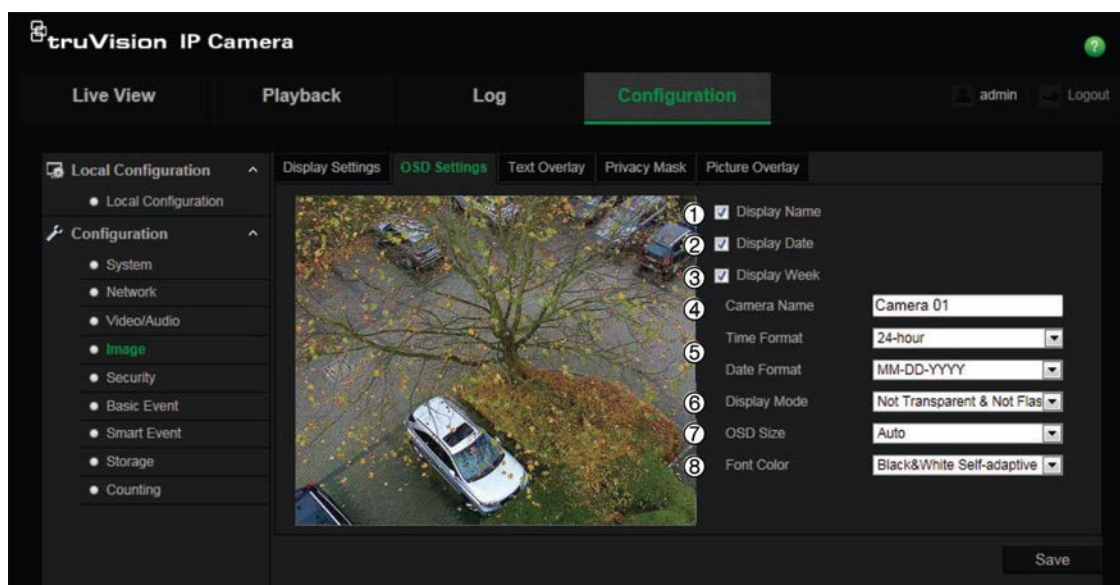 truVision IP Camera
?
Live View Playback Log Configuration admin Logout
Local Configuration
Local Configuration
Configuration
System
Network
Video/Audio
Image
Security
Basic Event
Smart Event
Storage
Counting
Display Settings OSD Settings Text Overlay Privacy Mask Picture Overlay
① Display Name
② Display Date
③ Display Week
④ Camera Name Camera 01
Time Format 24-hour
⑤
Date Format MM-DD-YYYY
⑥ Display Mode Not Transparent & Not Flas
⑦ OSD Size Auto
⑧ Font Color Black&White Self-adaptive
Save